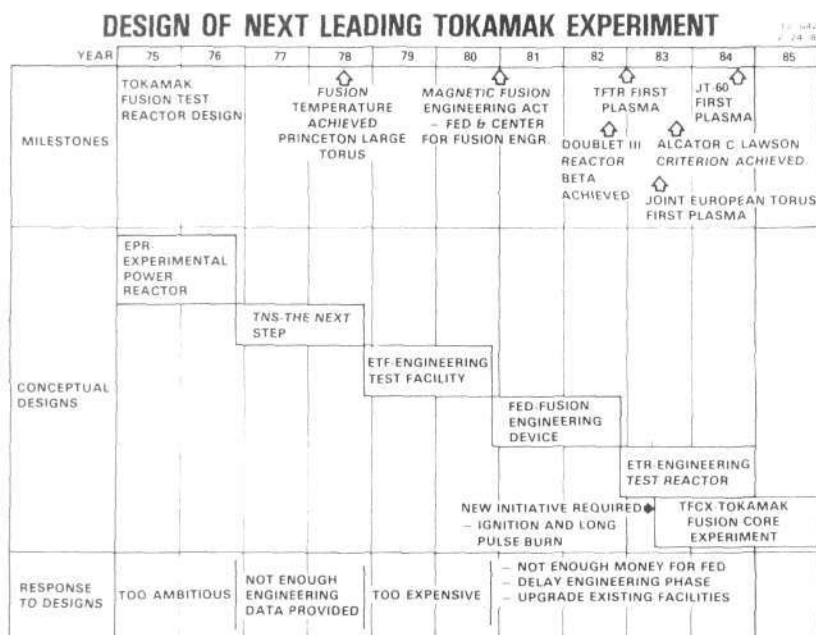 DESIGN OF NEXT LEADING TOKAMAK EXPERIMENT
YEAR 75 76 77 78 79 80 81 82 83 84 85
MILESTONES
TOKAMAK
FUSION TEST
REACTOR DESIGN
FUSION
TEMPERATURE
ACHIEVED
PRINCETON LARGE
TORUS
MAGNETIC FUSION
ENGINEERING ACT
– FED & CENTER
FOR FUSION ENGR.
TFTR FIRST
PLASMA
JT-60
FIRST
PLASMA
DOUBLET III
REACTOR
BETA
ACHIEVED
ALCATOR C LAWSON
CRITERION ACHIEVED
JOINT EUROPEAN TORUS
FIRST PLASMA
CONCEPTUAL
DESIGNS
EPR-
EXPERIMENTAL
POWER
REACTOR
TNS-THE NEXT
STEP
ETF-ENGINEERING
TEST FACILITY
FED-FUSION
ENGINEERING
DEVICE
ETR-ENGINEERING
TEST REACTOR
NEW INITIATIVE REQUIRED
– IGNITION AND LONG
PULSE BURN
TFCX-TOKAMAK
FUSION CORE
EXPERIMENT
RESPONSE
TO DESIGNS
TOO AMBITIOUS
NOT ENOUGH
ENGINEERING
DATA PROVIDED
TOO EXPENSIVE
– NOT ENOUGH MONEY FOR FED
– DELAY ENGINEERING PHASE
– UPGRADE EXISTING FACILITIES